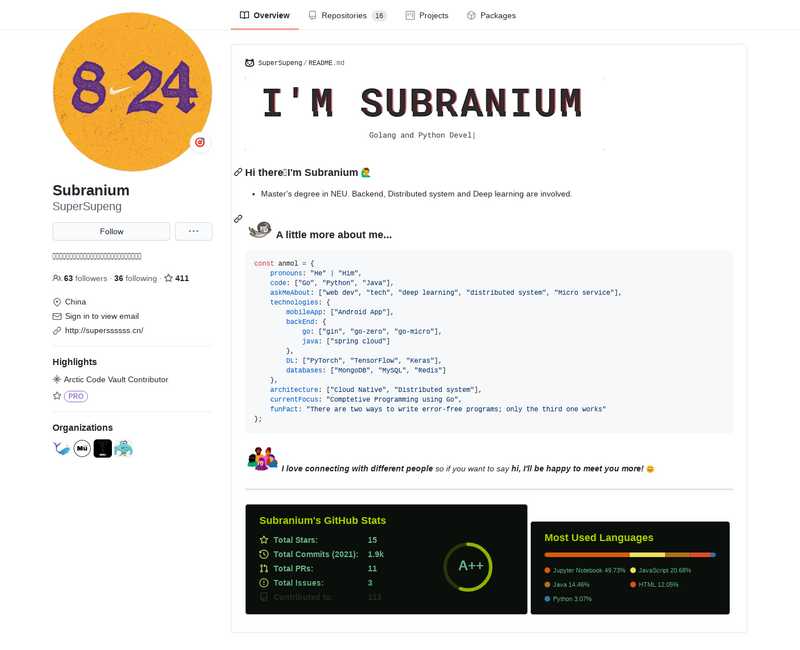 Overview
Repositories 16
Projects
Packages
8 24
SuperSupeng / README.md
I'M SUBRANIUM
Golang and Python Devel|
Hi there I'm Subranium
Master's degree in NEU. Backend, Distributed system and Deep learning are involved.
A little more about me...
const anmol = {
pronouns: "He" | "Him",
code: ["Go", "Python", "Java"],
askMeAbout: ["web dev", "tech", "deep learning", "distributed system", "Micro service"],
technologies: {
mobileApp: ["Android App"],
backEnd: {
go: ["gin", "go-zero", "go-micro"],
java: ["spring cloud"]
},
DL: ["PyTorch", "TensorFlow", "Keras"],
databases: ["MongoDB", "MySQL", "Redis"]
},
architecture: ["Cloud Native", "Distributed system"],
currentFocus: "Comptetive Programming using Go",
funFact: "There are two ways to write error-free programs; only the third one works"
};
I love connecting with different people so if you want to say hi, I'll be happy to meet you more! 😊
Subranium's GitHub Stats
Total Stars: 15
Total Commits (2021): 1.9k
Total PRs: 11
Total Issues: 3
Contributed to: 113
A++
Most Used Languages
Jupyter Notebook 49.73%
JavaScript 20.68%
Java 14.46%
HTML 12.05%
Python 3.07%
Subranium
SuperSupeng
Follow
63 followers · 36 following · 411
China
Sign in to view email
http://superssssss.cn/
Highlights
Arctic Code Vault Contributor
PRO
Organizations
Mü